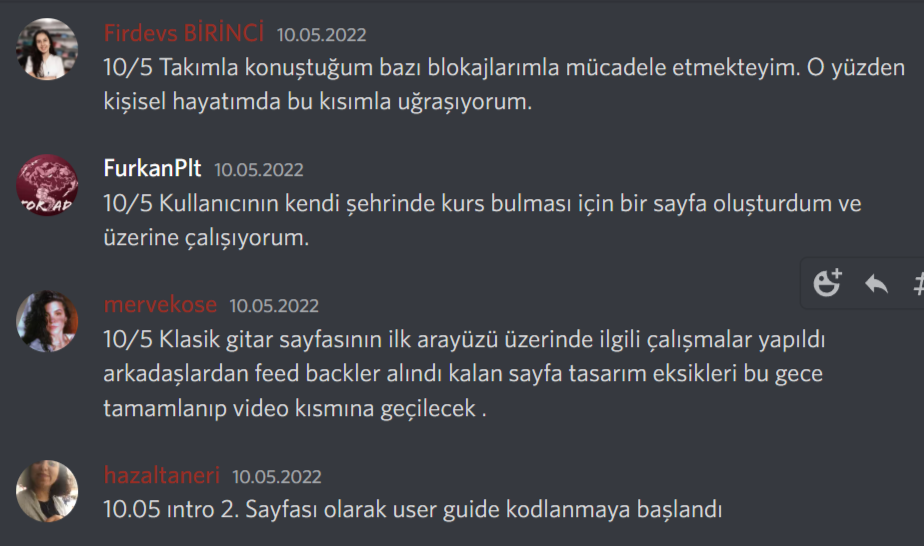 Firdevs BİRİNCİ 10.05.2022
10/5 Takımla konuştuğum bazı blokajlarımla mücadele etmekteyim. O yüzden
kişisel hayatımda bu kısımla uğraşıyorum.
FurkanPlt 10.05.2022
10/5 Kullanıcının kendi şehrinde kurs bulması için bir sayfa oluşturdum ve
üzerine çalışıyorum.
mervekose 10.05.2022
10/5 Klasik gitar sayfasının ilk arayüzü üzerinde ilgili çalışmalar yapıldı
arkadaşlardan feed backler alındı kalan sayfa tasarım eksikleri bu gece
tamamlanıp video kısmına geçilecek .
hazaltaneri 10.05.2022
10.05 ıntro 2. Sayfası olarak user guide kodlanmaya başlandı